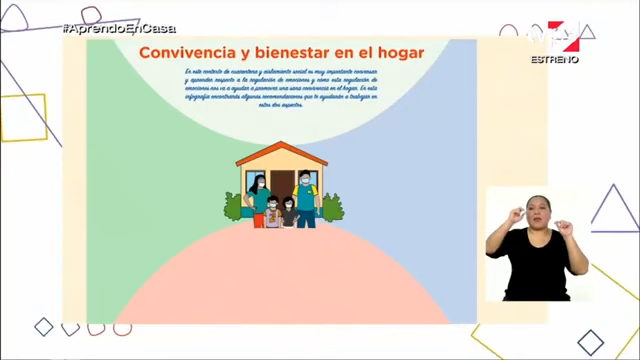 #AprendoEnCasa
ESTRENO
Convivencia y bienestar en el hogar
En este contexto de cuarentena y aislamiento social es muy importante conversar
y aprender respecto a la regulación de emociones y como esta regulación de
emociones nos va a ayudar a promover una sana convivencia en el hogar. En esta
infografía encontrarás algunas recomendaciones que te ayudarán a trabajar en
estos dos aspectos.